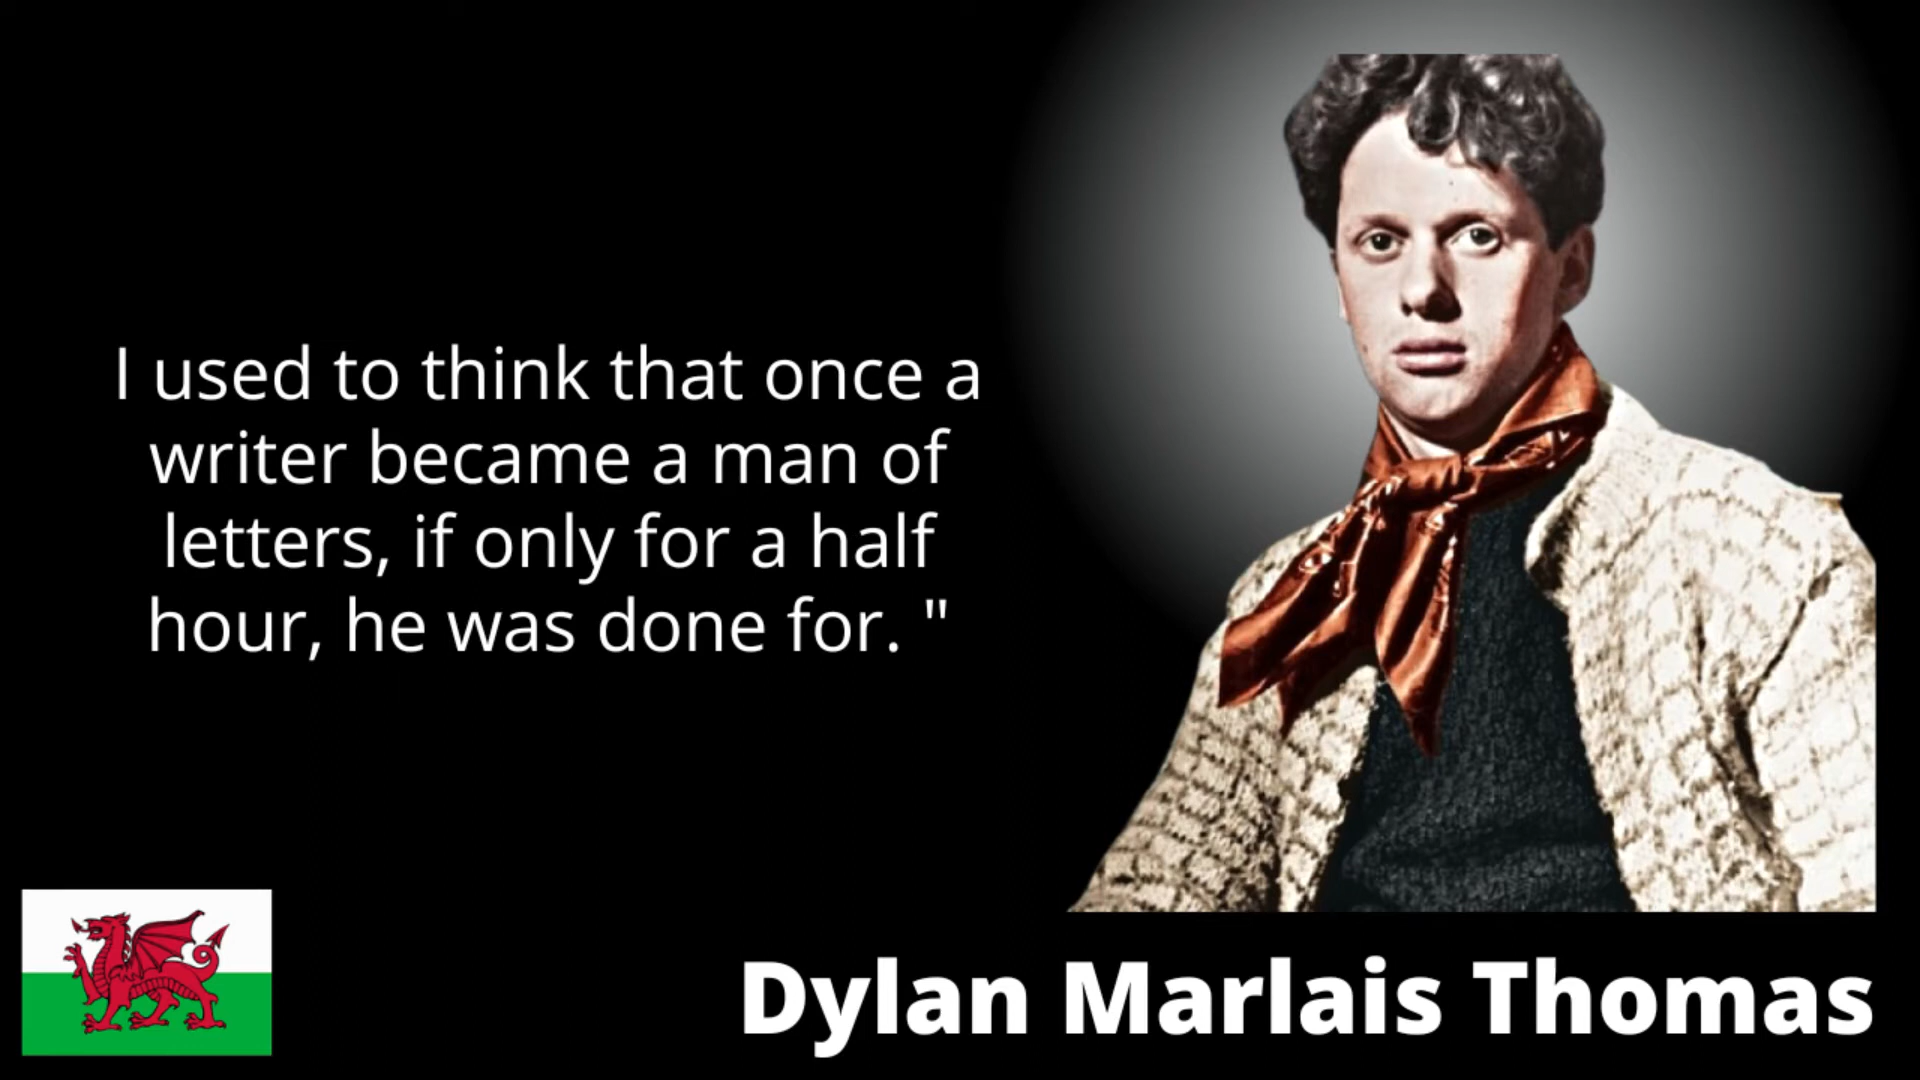 I used to think that once a
writer became a man of
letters, if only for a half
hour, he was done for. "
Dylan Marlais Thomas